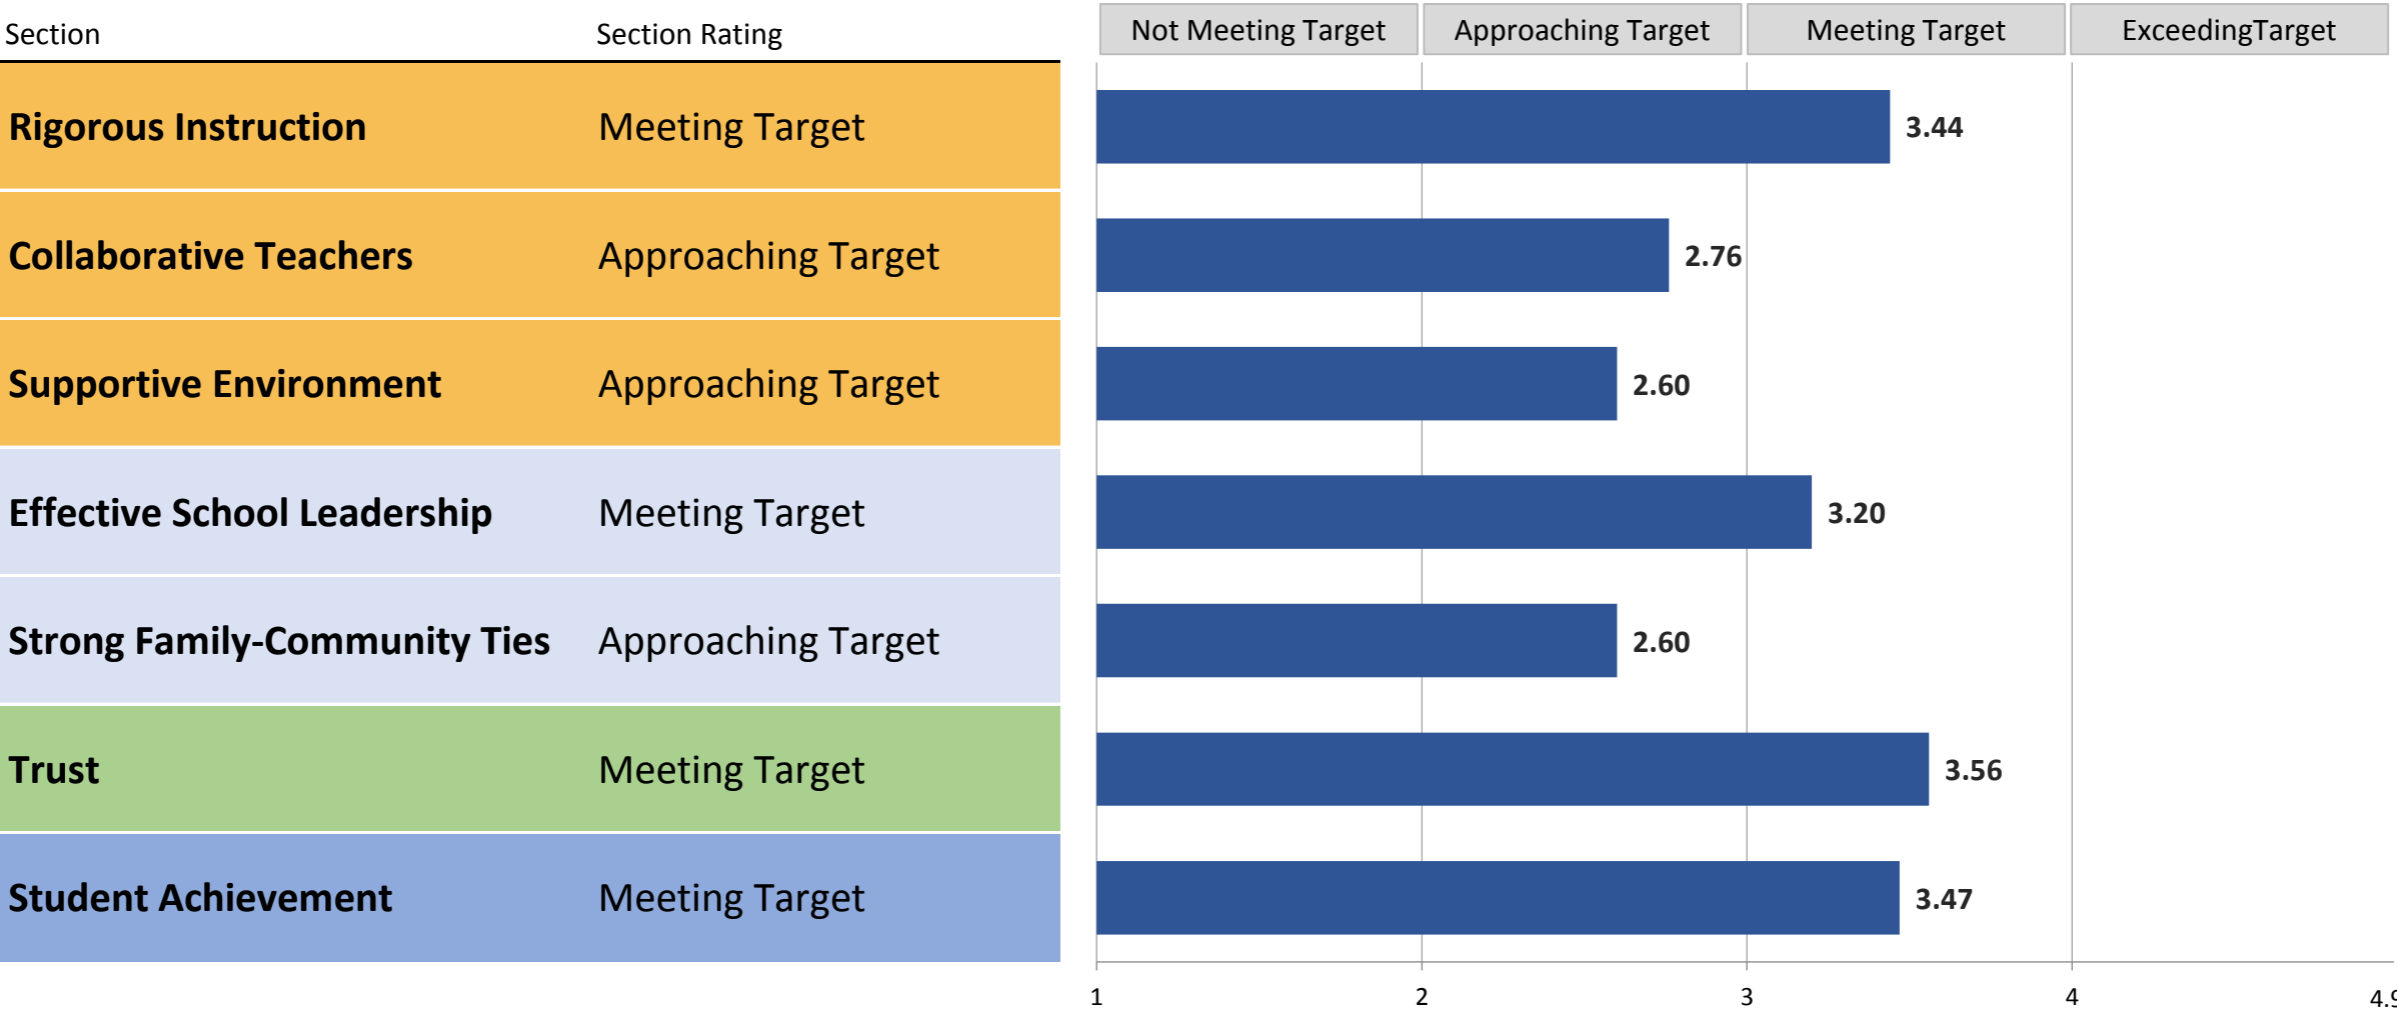 Section Section Rating Not Meeting Target Approaching Target Meeting Target ExceedingTarget
Rigorous Instruction Meeting Target 3.44
Collaborative Teachers Approaching Target 2.76
Supportive Environment Approaching Target 2.60
Effective School Leadership Meeting Target 3.20
Strong Family-Community Ties Approaching Target 2.60
Trust Meeting Target 3.56
Student Achievement Meeting Target 3.47
1 2 3 4 4.9